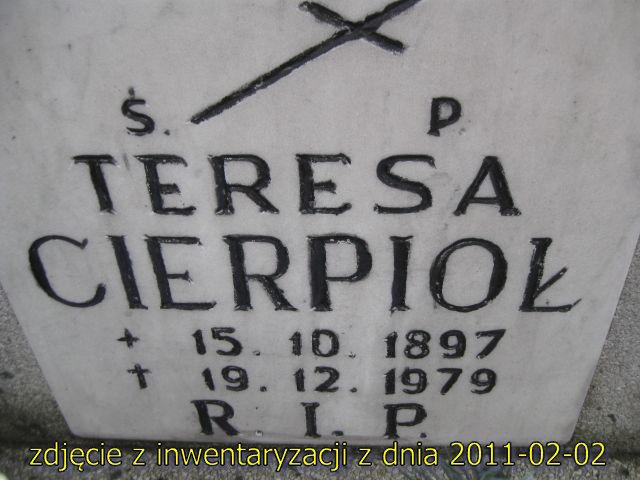 Ś. P
TERESA
CIERPIOŁ
+ 15. 10. 1897
† 19. 12. 1979
R. I. P.
zdjęcie z inwentaryzacji z dnia 2011-02-02